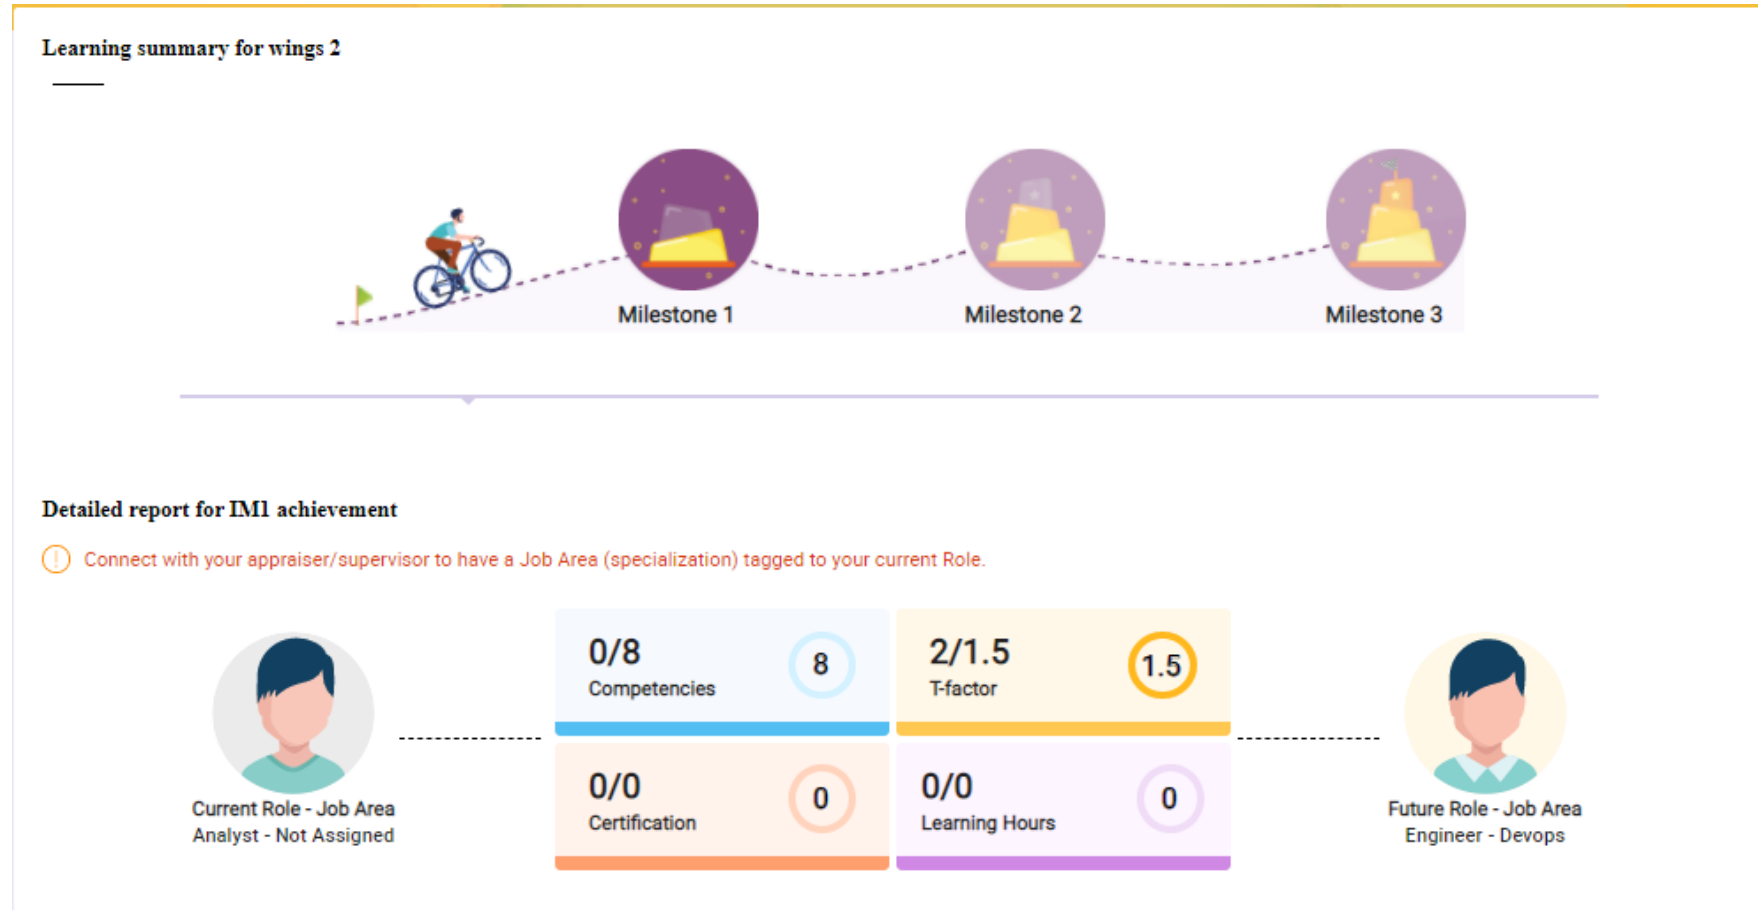 Learning summary for wings 2
Milestone 1
Milestone 2
Milestone 3
Detailed report for IM1 achievement
Connect with your appraiser/supervisor to have a Job Area (specialization) tagged to your current Role.
0/8
Competencies
8
2/1.5
T-factor
1.5
0/0
Certification
0
0/0
Learning Hours
0
Current Role - Job Area
Analyst - Not Assigned
Future Role - Job Area
Engineer - Devops